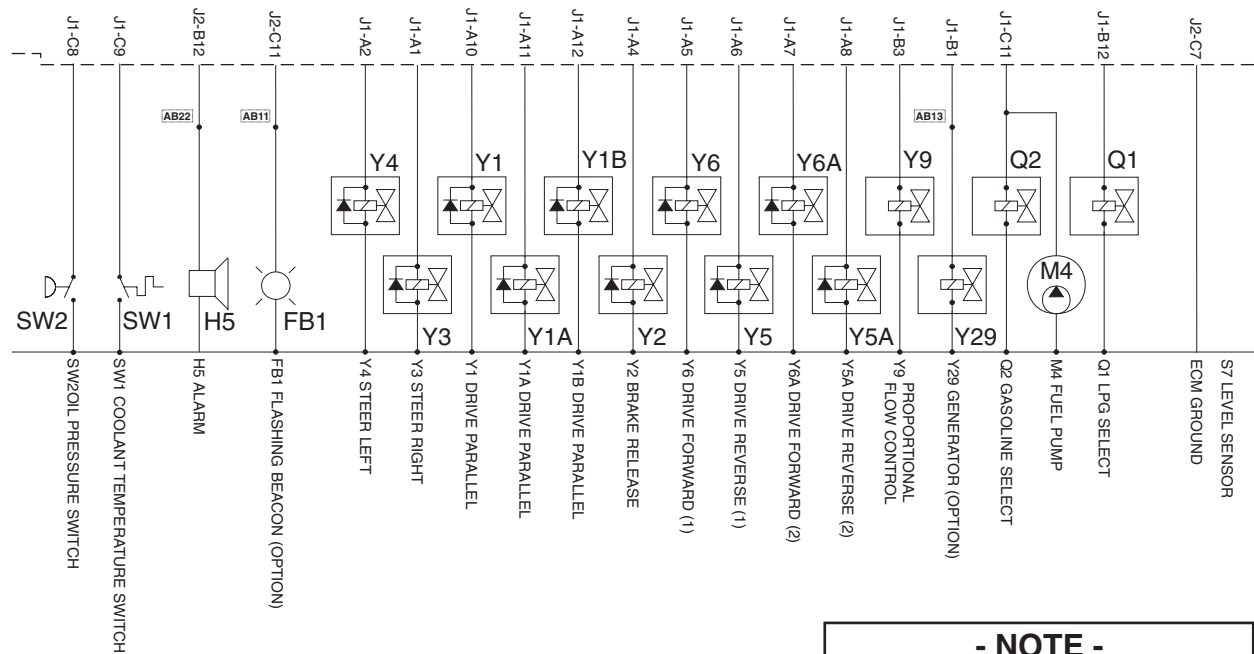 J1-C8
J1-C9
J2-B12
J2-C11
J1-A2
J1-A1
J1-A10
J1-A11
J1-A12
J1-A4
J1-A5
J1-A6
J1-A7
J1-A8
J1-B3
J1-B1
J1-C11
J1-B12
J2-C7
AB22
AB11
AB13
Y4
Y1
Y1B
Y6
Y6A
Y9
Q2
Q1
SW2
SW1
H5
FB1
Y3
Y1A
Y2
Y5
Y5A
Y29
M4
SW2OIL PRESSURE SWITCH
SW1 COOLANT TEMPERATURE SWITCH
H5 ALARM
FB1 FLASHING BEACON (OPTION)
Y4 STEER LEFT
Y3 STEER RIGHT
Y1 DRIVE PARALLEL
Y1A DRIVE PARALLEL
Y1B DRIVE PARALLEL
Y2 BRAKE RELEASE
Y6 DRIVE FORWARD (1)
Y5 DRIVE REVERSE (1)
Y6A DRIVE FORWARD (2)
Y5A DRIVE REVERSE (2)
Y9 PROPORTIONAL
FLOW CONTROL
Y29 GENERATOR (OPTION)
Q2 GASOLINE SELECT
M4 FUEL PUMP
Q1 LPG SELECT
ECM GROUND
S7 LEVEL SENSOR
- NOTE -